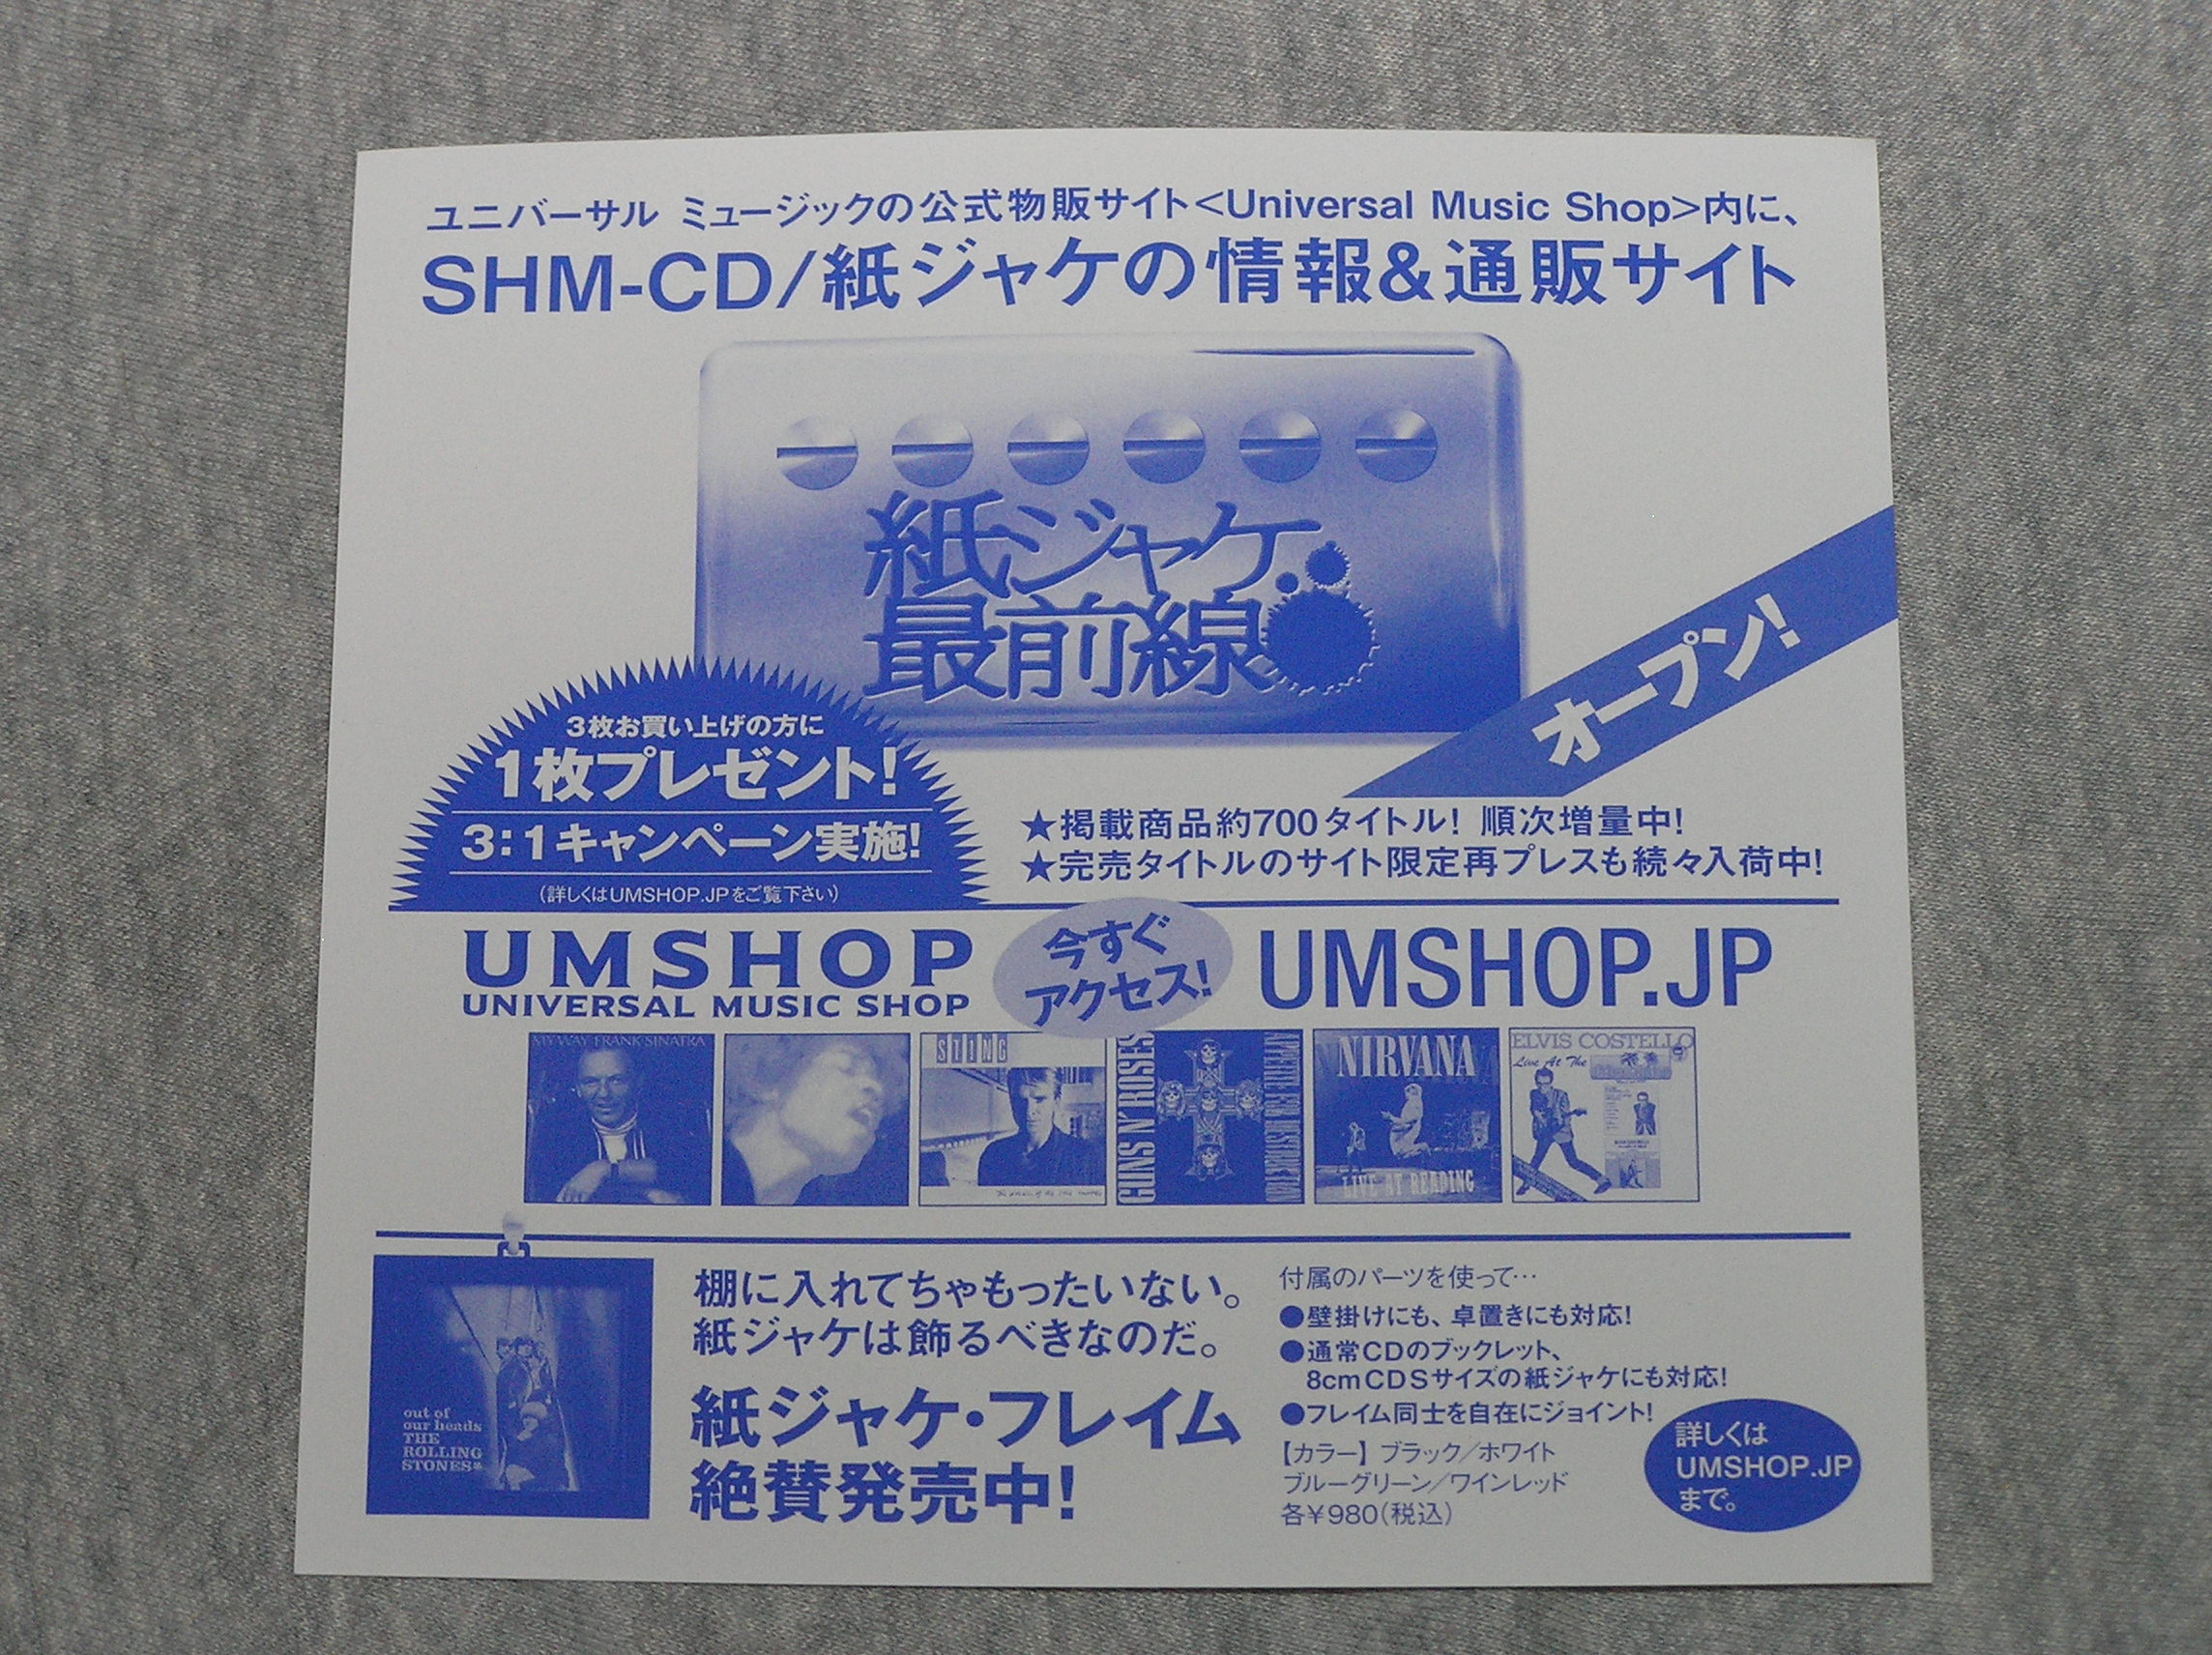 ユニバーサル ミュージックの公式物販サイト<Universal Music Shop>内に、
SHM-CD/紙ジャケの情報&通販サイト
紙ジャケ
最前線
オープン!
3枚お買い上げの方に
1枚プレゼント!
3:1キャンペーン実施!
(詳しくはUMSHOP.JPをご覧下さい)
★掲載商品約700タイトル! 順次増量中!
★完売タイトルのサイト限定再プレスも続々入荷中!
UMSHOP
UNIVERSAL MUSIC SHOP
今すぐ
アクセス!
UMSHOP.JP
MY WAY FRANK SINATRA
STING
GUNS N' ROSES
APPETITE FOR DESTRUCTION
NIRVANA
LIVE AT READING
ELVIS COSTELLO
Live At The
out of
our heads
THE
ROLLING
STONES
棚に入れてちゃもったいない。
紙ジャケは飾るべきなのだ。
紙ジャケ・フレイム
絶賛発売中!
付属のパーツを使って…
●壁掛けにも、卓置きにも対応!
●通常CDのブックレット、
8cmCDSサイズの紙ジャケにも対応!
●フレイム同士を自在にジョイント!
【カラー】ブラック/ホワイト
ブルーグリーン/ワインレッド
各¥980(税込)
詳しくは
UMSHOP.JP
まで。